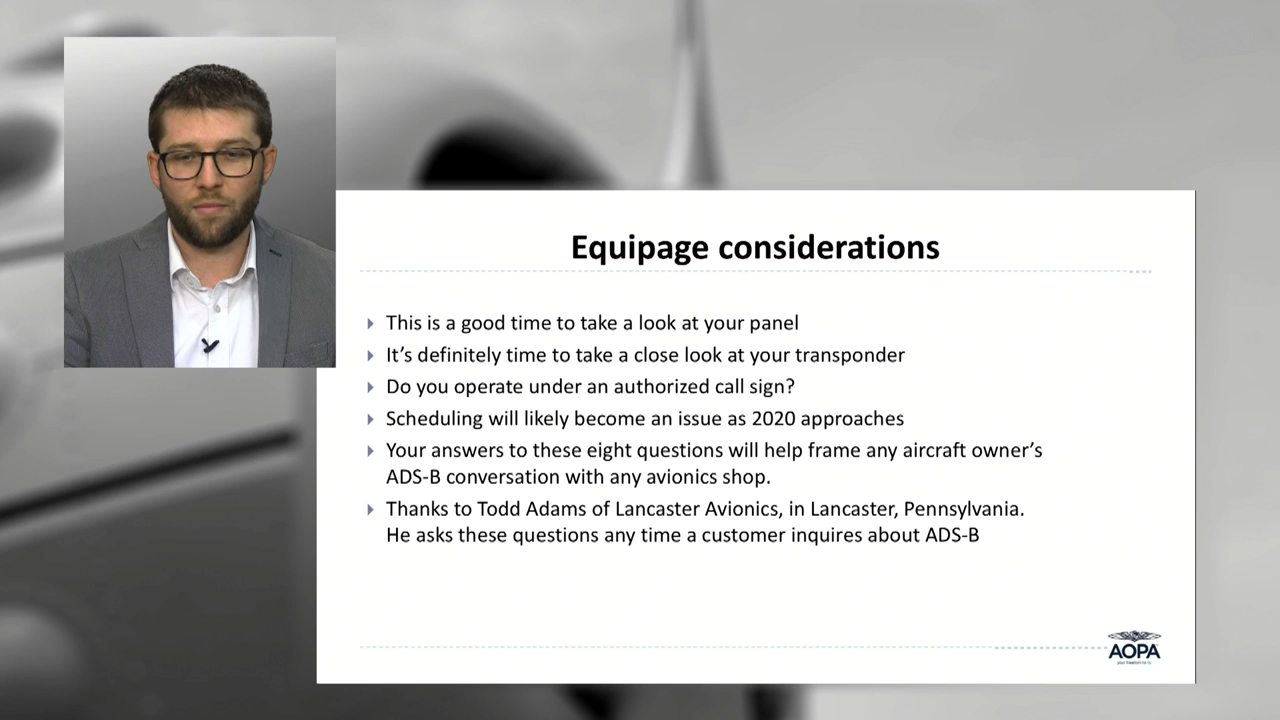 Equipage considerations
This is a good time to take a look at your panel
It’s definitely time to take a close look at your transponder
Do you operate under an authorized call sign?
Scheduling will likely become an issue as 2020 approaches
Your answers to these eight questions will help frame any aircraft owner’s
ADS-B conversation with any avionics shop.
Thanks to Todd Adams of Lancaster Avionics, in Lancaster, Pennsylvania.
He asks these questions any time a customer inquires about ADS-B
AOPA